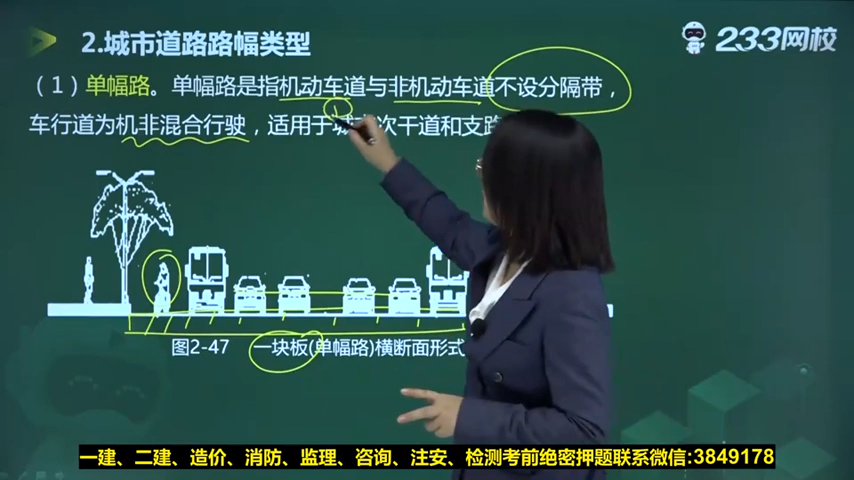 2.城市道路路幅类型
233网校
（1）单幅路。单幅路是指机动车道与非机动车道不设分隔带，
车行道为机非混合行驶，适用于城市次干道和支路
图2-47 一块板(单幅路)横断面形式
一建、二建、造价、消防、监理、咨询、注安、检测考前绝密押题联系微信:3849178